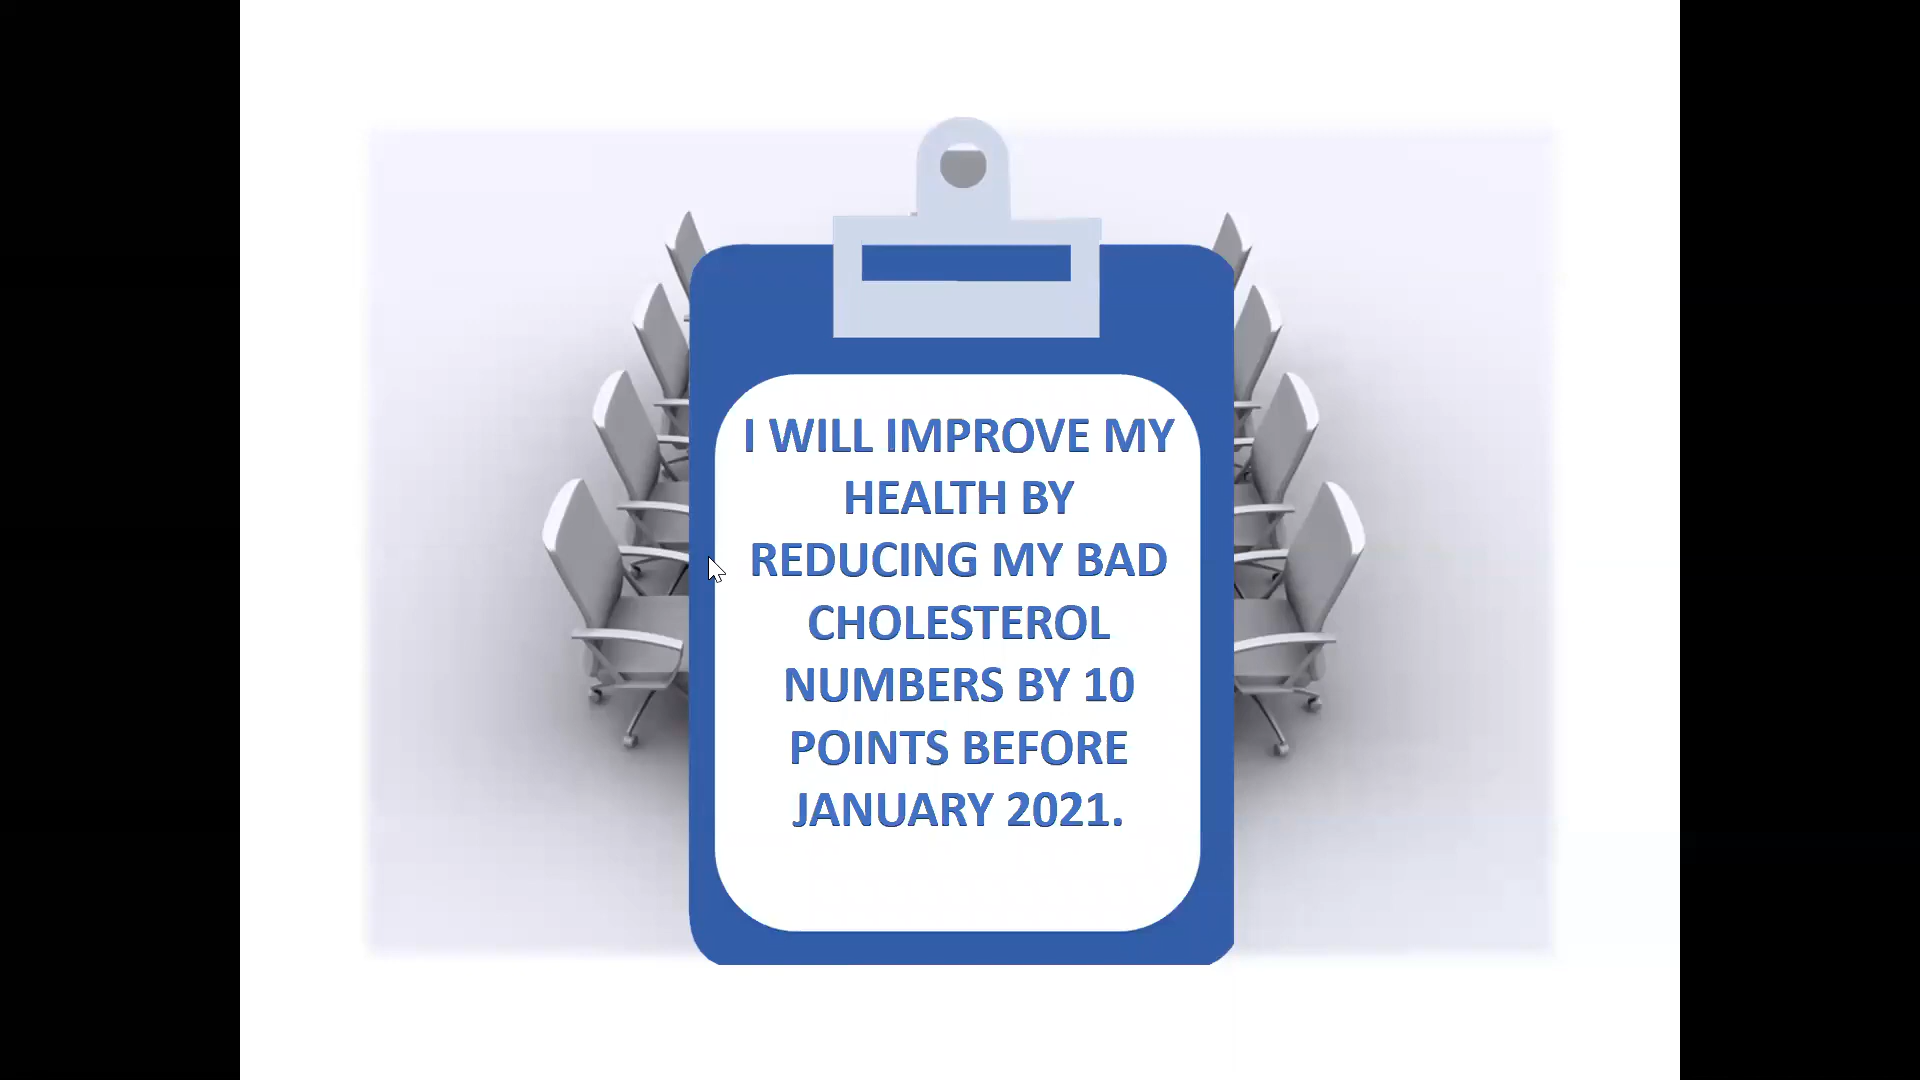 I WILL IMPROVE MY
HEALTH BY
REDUCING MY BAD
CHOLESTEROL
NUMBERS BY 10
POINTS BEFORE
JANUARY 2021.